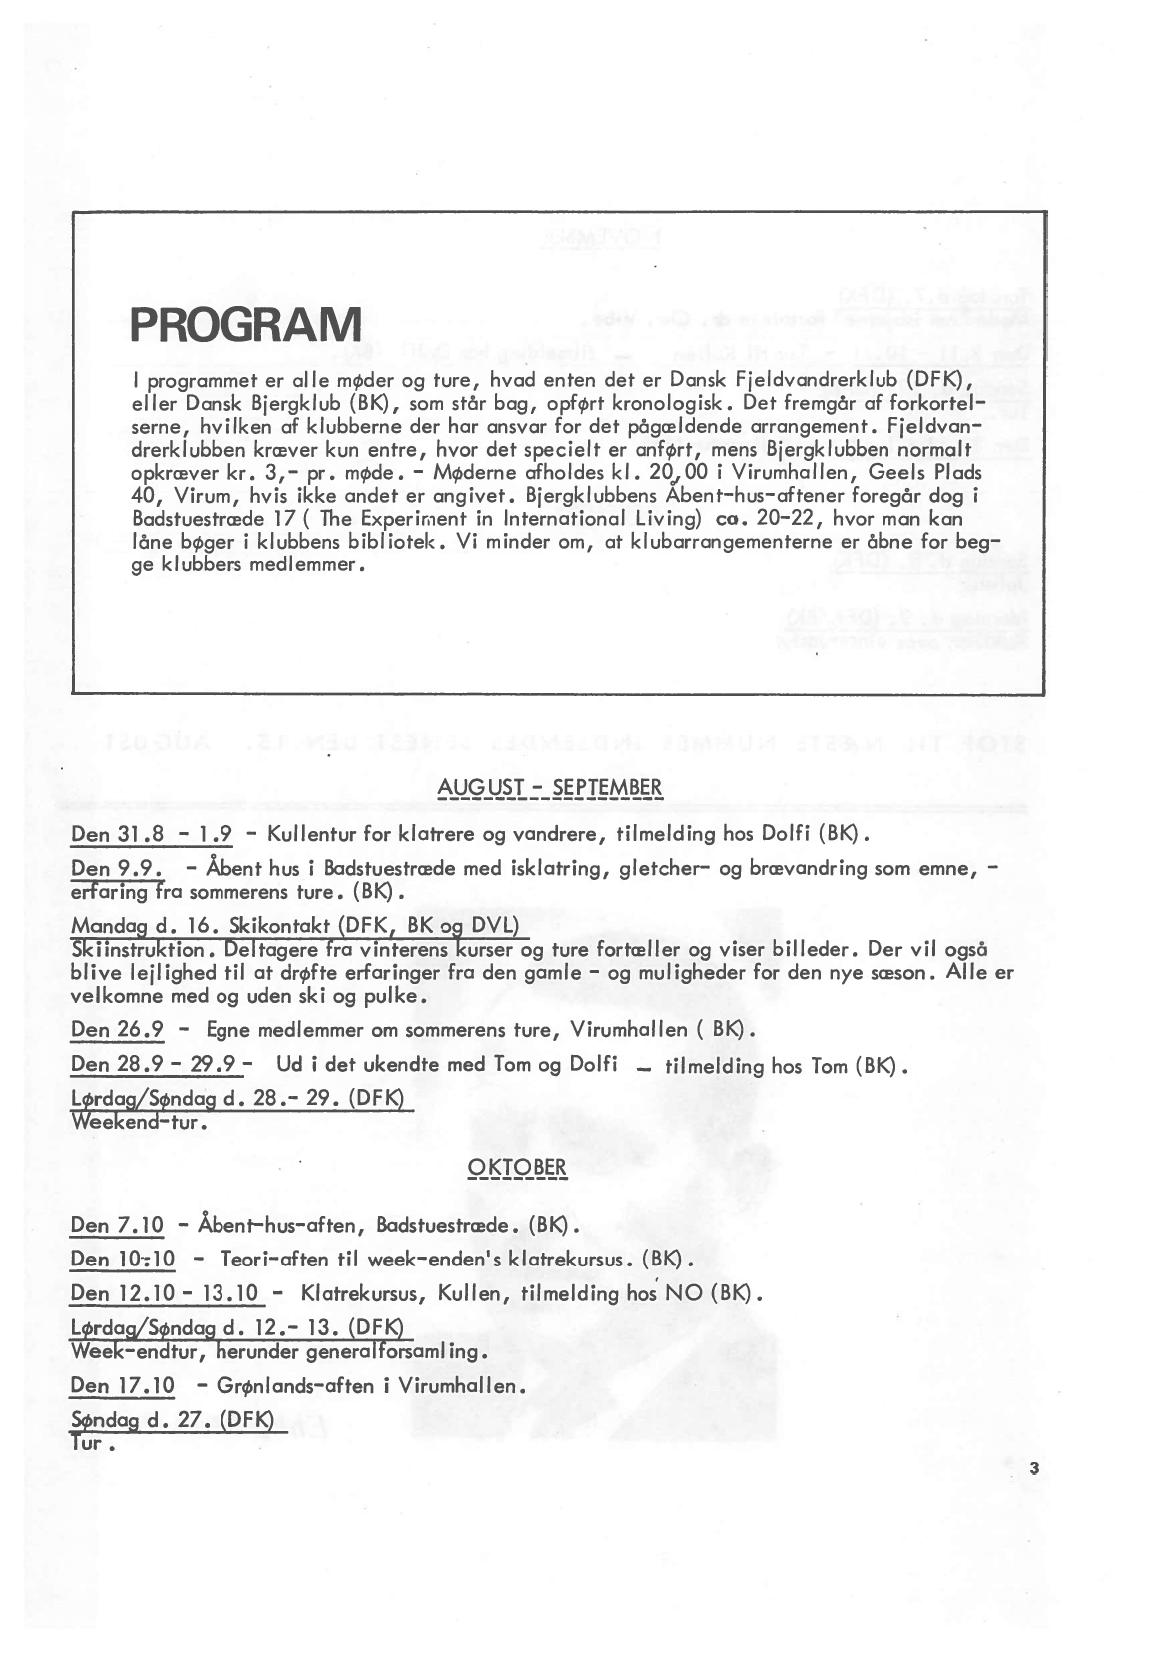 PROGRAM
I programmet er alle møder og ture, hvad enten det er Dansk Fjeldvandrerklub (DFK),
eller Dansk Bjergklub (BK), som står bag, opført kronologisk. Det fremgår af forkortel-
serne, hvilken af klubberne der har ansvar for det pågældende arrangement. Fjeldvan-
drerklubben kræver kun entre, hvor det specielt er anført, mens Bjergklubben normalt
opkræver kr. 3,- pr. møde. - Møderne afholdes kl. 20,00 i Virumhallen, Geels Plads
40, Virum, hvis ikke andet er angivet. Bjergklubbens Åbent-hus-aftener foregår dog i
Badstuestræde 17 ( The Experiment in International Living) ca. 20-22, hvor man kan
låne bøger i klubbens bibliotek. Vi minder om, at klubarrangementerne er åbne for beg-
ge klubbers medlemmer.
AUGUST - SEPTEMBER
Den 31.8 - 1.9 - Kullentur for klatrere og vandrere, tilmelding hos Dolfi (BK).
Den 9.9. - Åbent hus i Badstuestræde med isklatring, gletcher- og brævandring som emne, -
erfaring fra sommerens ture. (BK).
Mandag d. 16. Skikontakt (DFK, BK og DVL)
Skiinstruktion. Deltagere fra vinterens kurser og ture fortæller og viser billeder. Der vil også
blive lejlighed til at drøfte erfaringer fra den gamle - og muligheder for den nye sæson. Alle er
velkomne med og uden ski og pulke.
Den 26.9 - Egne medlemmer om sommerens ture, Virumhallen ( BK).
Den 28.9 - 29.9 - Ud i det ukendte med Tom og Dolfi - tilmelding hos Tom (BK).
Lørdag/Søndag d. 28.- 29. (DFK)
Weekend-tur.
OKTOBER
Den 7.10 - Åbent-hus-aften, Badstuestræde. (BK).
Den 10.10 - Teori-aften til week-enden's klatrekursus. (BK).
Den 12.10 - 13.10 - Klatrekursus, Kullen, tilmelding hos NO (BK).
Lørdag/Søndag d. 12.- 13. (DFK)
Week-endtur, herunder generalforsamling.
Den 17.10 - Grønlands-aften i Virumhallen.
Søndag d. 27. (DFK)
Tur .
3